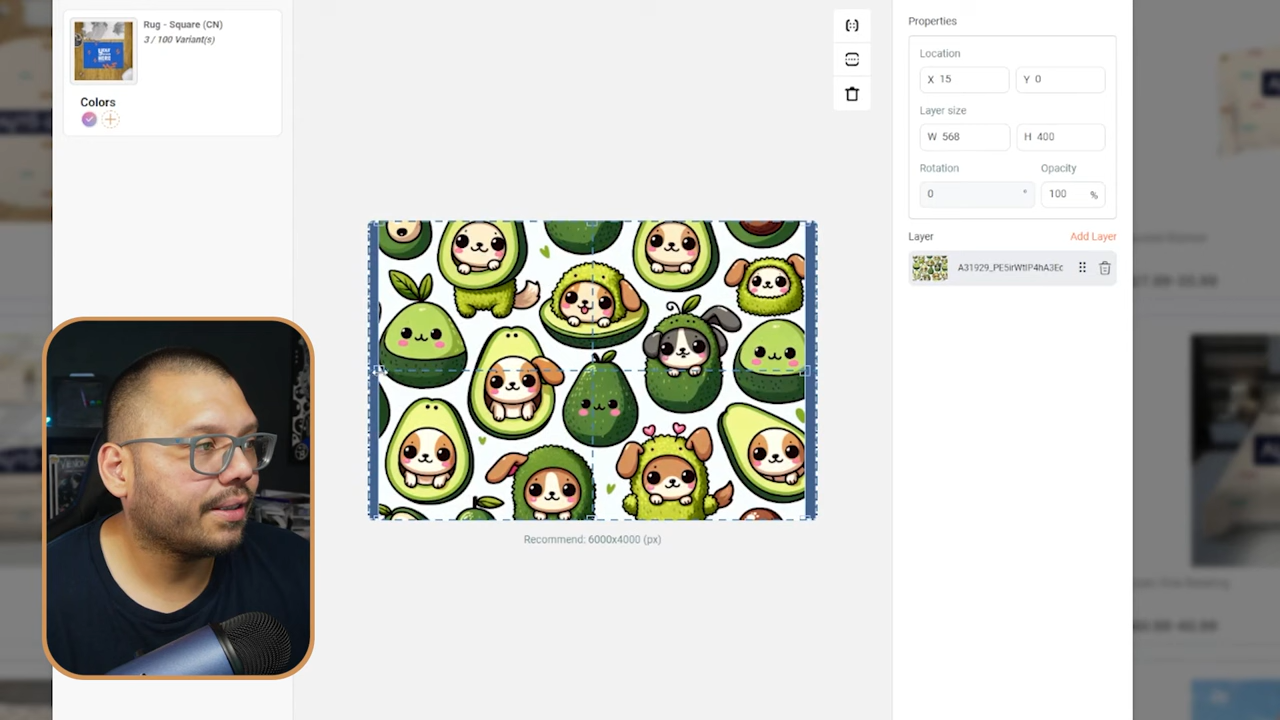 Rug - Square (CN)
3 / 100 Variant(s)
Colors
Recommend: 6000x4000 (px)
Properties
Location
X 15
Y 0
Layer size
W 568
H 400
Rotation
Opacity
0 °
100 %
Layer
Add Layer
A31929_PE5irWtIP4hA3Ec